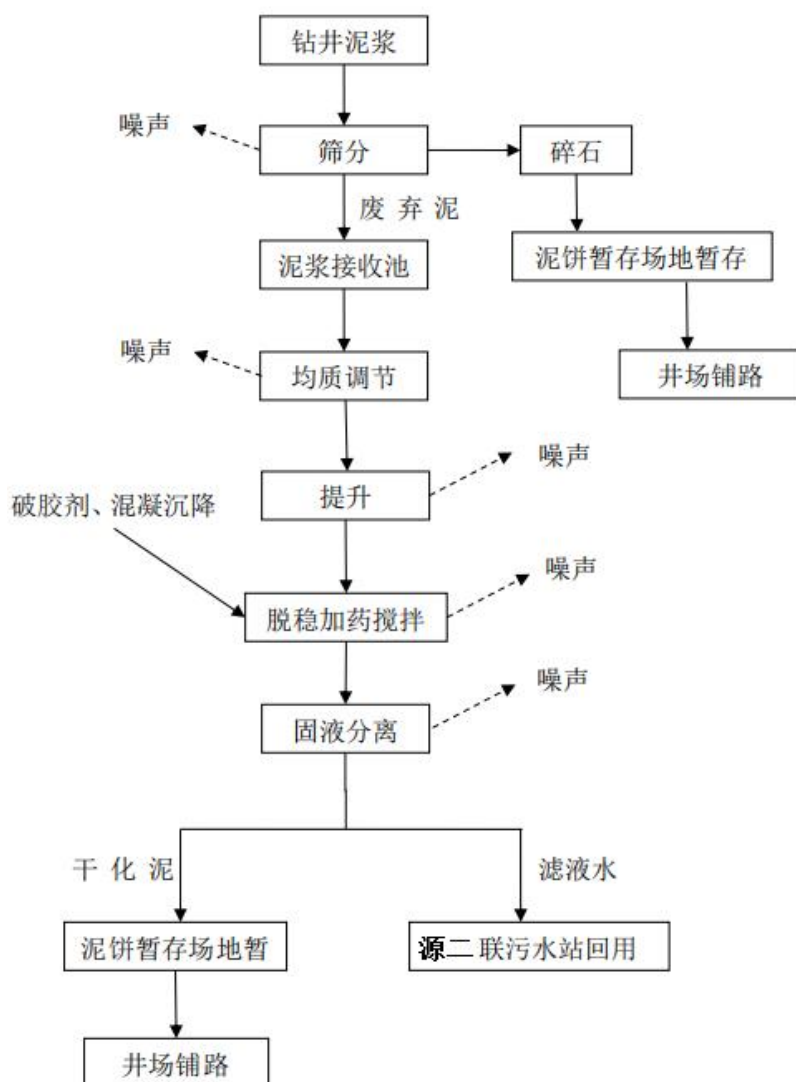 钻井泥浆
噪声
筛分
碎石
废弃泥
泥浆接收池
泥饼暂存场地暂存
噪声
均质调节
井场铺路
噪声
提升
破胶剂、混凝沉降
噪声
脱稳加药搅拌
噪声
固液分离
干化泥
滤液水
泥饼暂存场地暂
源二联污水站回用
井场铺路